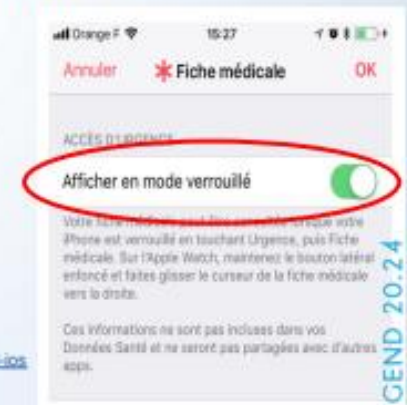 Orange F 15:27
Annuler Fiche médicale OK
ACCÈS D'URGENCE
Afficher en mode verrouillé
Votre fiche médicale peut être consultée lorsque votre
iPhone est verrouillé en touchant Urgence, puis Fiche
médicale. Sur l'Apple Watch, maintenez le bouton latéral
enfoncé et faites glisser le curseur de la fiche médicale
vers la droite.
Ces informations ne sont pas incluses dans vos
Données Santé et ne seront pas partagées avec d'autres
apps.
-ios
GEND 20.24